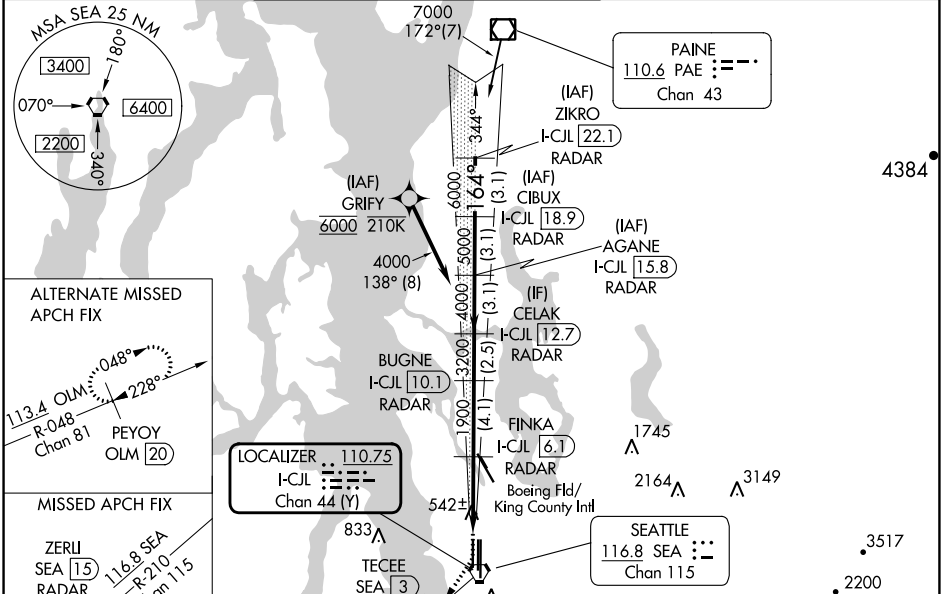 MSA SEA 25 NM
180°
3400
070°
6400
2200
340°
7000
172°(7)
PAINE
110.6 PAE
Chan 43
344°
(IAF)
ZIKRO
I-CJL 22.1
RADAR
4384
6000
164°
(3.1)
(IAF)
GRIFY
6000 210K
(IAF)
CIBUX
I-CJL 18.9
RADAR
5000
(3.1)
(IAF)
AGANE
I-CJL 15.8
RADAR
4000
138° (8)
4000
(3.1)
(IF)
CELAK
I-CJL 12.7
RADAR
ALTERNATE MISSED
APCH FIX
048°
228°
113.4 OLM
R-048
Chan 81
PEYOY
OLM 20
3200
(2.5)
BUGNE
I-CJL 10.1
RADAR
1900
(4.1)
FINKA
I-CJL 6.1
RADAR
Boeing Fld/
King County Intl
1745
2164
3149
LOCALIZER 110.75
I-CJL
Chan 44 (Y)
542±
833
MISSED APCH FIX
ZERLI
SEA 15
RADAR
116.8 SEA
R-210
an 115
TECEE
SEA 3
SEATTLE
116.8 SEA
Chan 115
3517
2200